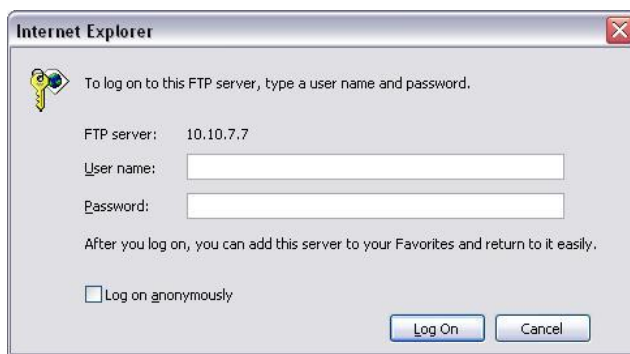 Internet Explorer
To log on to this FTP server, type a user name and password.
FTP server: 10.10.7.7
User name:
Password:
After you log on, you can add this server to your Favorites and return to it easily.
Log on anonymously
Log On Cancel